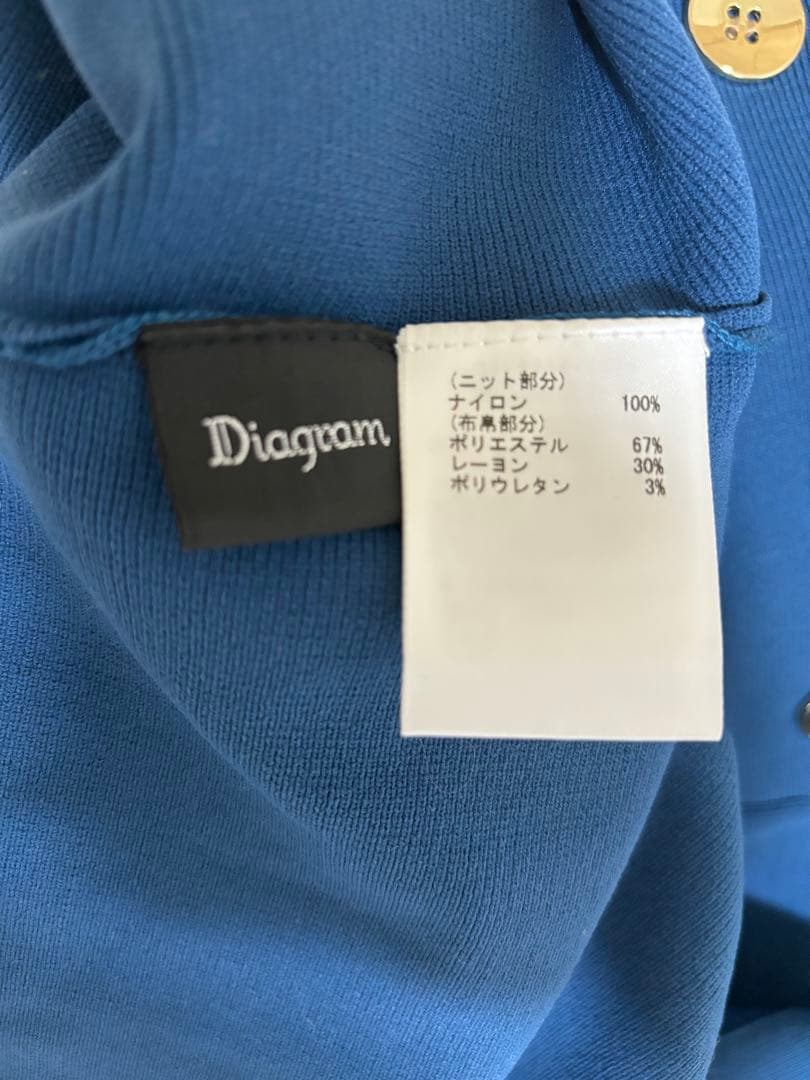 Diagram
(ニット部分)
ナイロン 100%
(布帛部分)
ポリエステル 67%
レーヨン 30%
ポリウレタン 3%